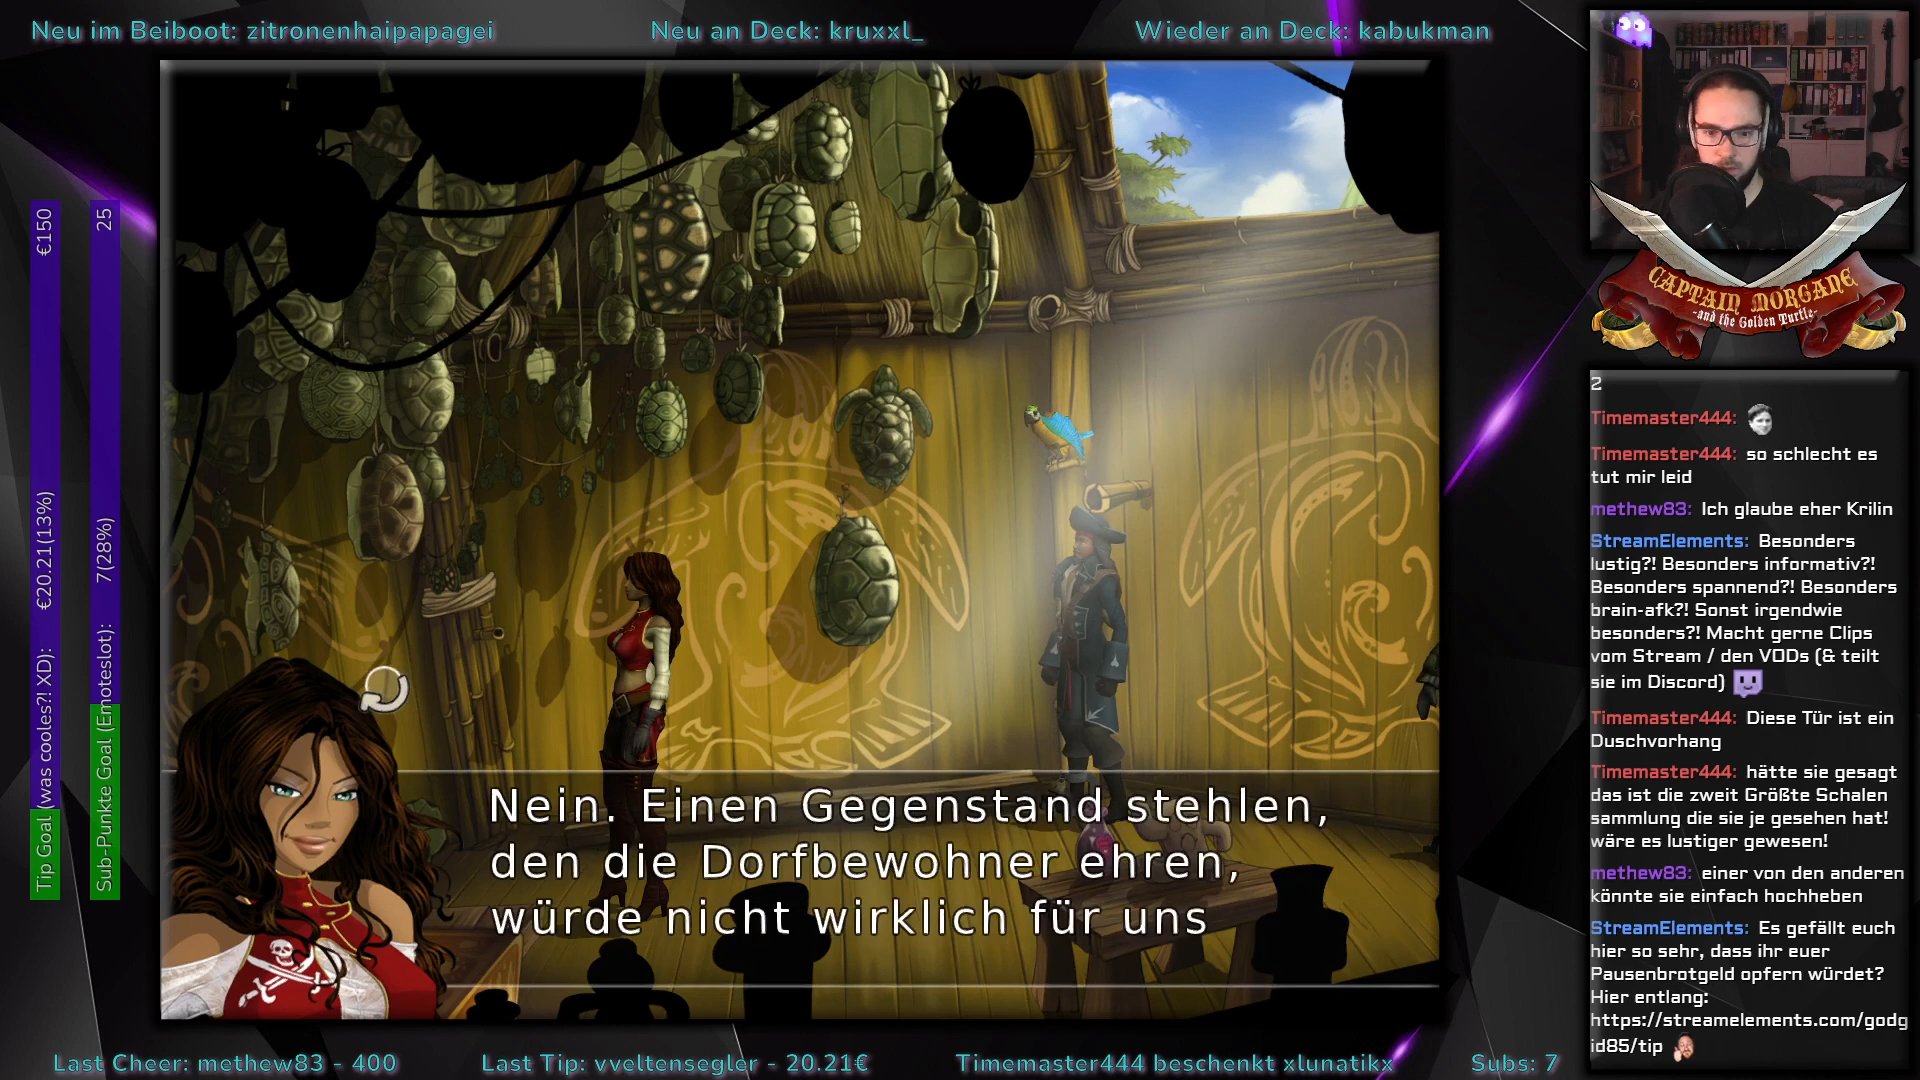 Neu im Beiboot: zitronenhaipapagei
Neu an Deck: kruxxl_
Wieder an Deck: kabukman
Tip Goal (was cooles?! XD): €20.21(13%) €150
Sub-Punkte Goal (Emoteslot): 7(28%) 25
CAPTAIN MORGANE
-and the Golden Turtle-
2
Timemaster444:
Timemaster444: so schlecht es
tut mir leid
methew83: Ich glaube eher Krilin
StreamElements: Besonders
lustig?! Besonders informativ?!
Besonders spannend?! Besonders
brain-afk?! Sonst irgendwie
besonders?! Macht gerne Clips
vom Stream / den VODs (& teilt
sie im Discord)
Timemaster444: Diese Tür ist ein
Duschvorhang
Timemaster444: hätte sie gesagt
das ist die zweit Größte Schalen
sammlung die sie je gesehen hat!
wäre es lustiger gewesen!
methew83: einer von den anderen
könnte sie einfach hochheben
StreamElements: Es gefällt euch
hier so sehr, dass ihr euer
Pausenbrotgeld opfern würdet?
Hier entlang:
https://streamelements.com/godg
id85/tip
Nein. Einen Gegenstand stehlen,
den die Dorfbewohner ehren,
würde nicht wirklich für uns
Last Cheer: methew83 - 400
Last Tip: vveltensegler - 20.21€
Timemaster444 beschenkt xlunatikx
Subs: 7